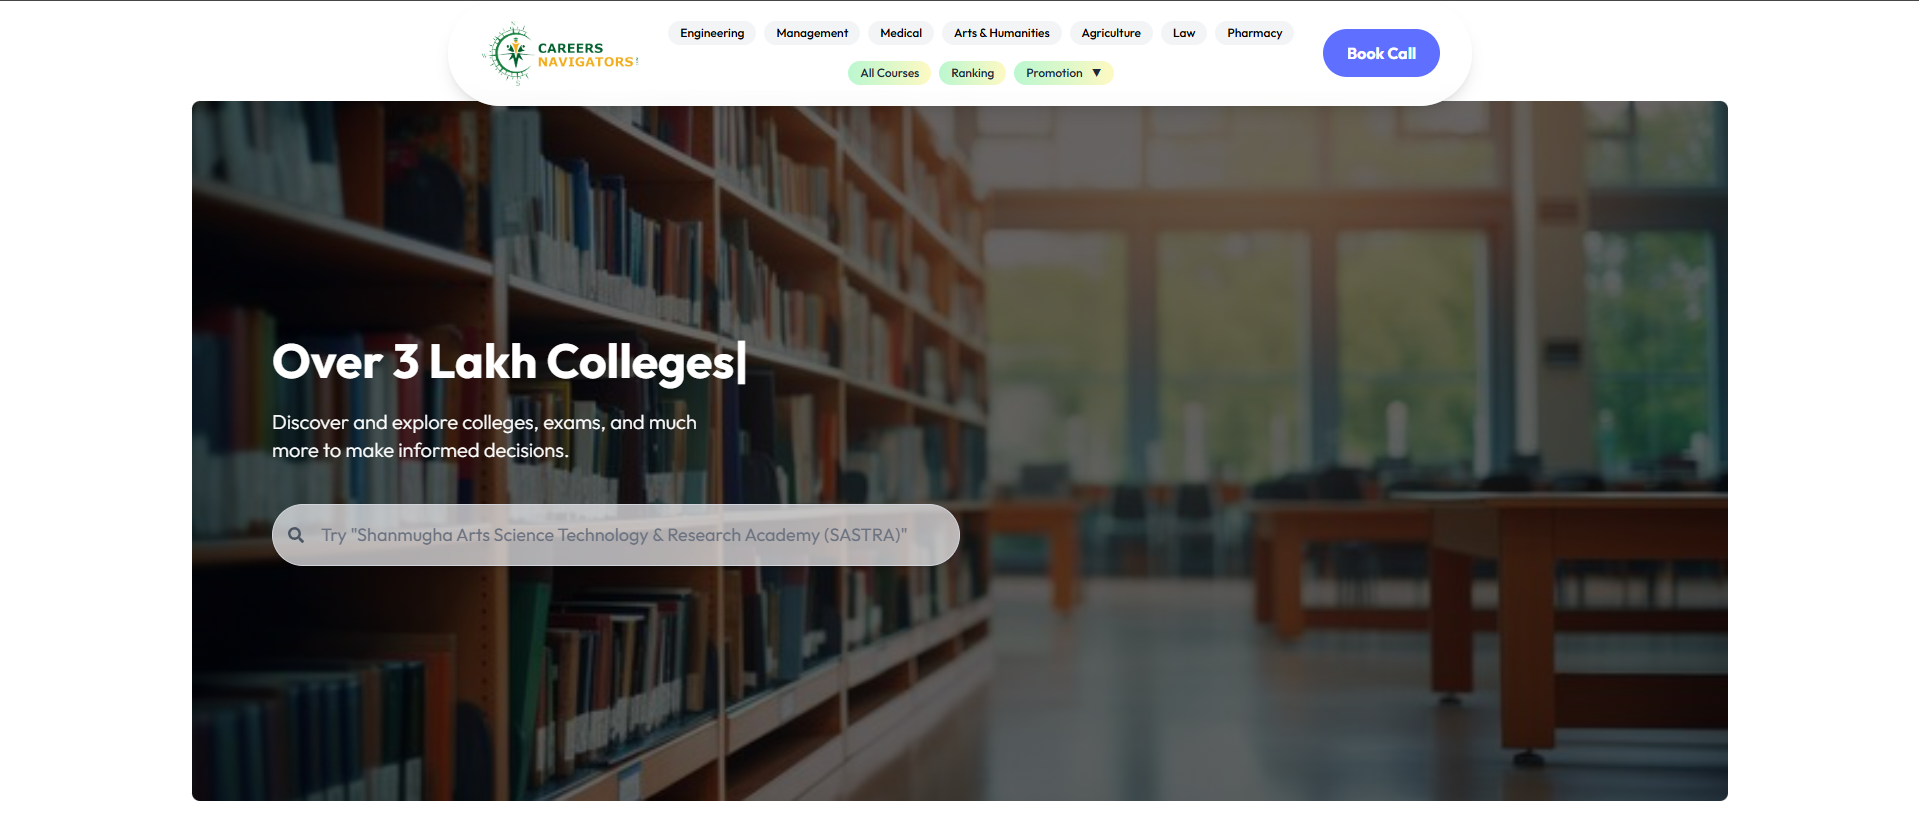 CAREERS
NAVIGATORS
Engineering
Management
Medical
Arts & Humanities
Agriculture
Law
Pharmacy
All Courses
Ranking
Promotion ▼
Book Call
Over 3 Lakh Colleges|
Discover and explore colleges, exams, and much
more to make informed decisions.
Try "Shanmugha Arts Science Technology & Research Academy (SASTRA)"